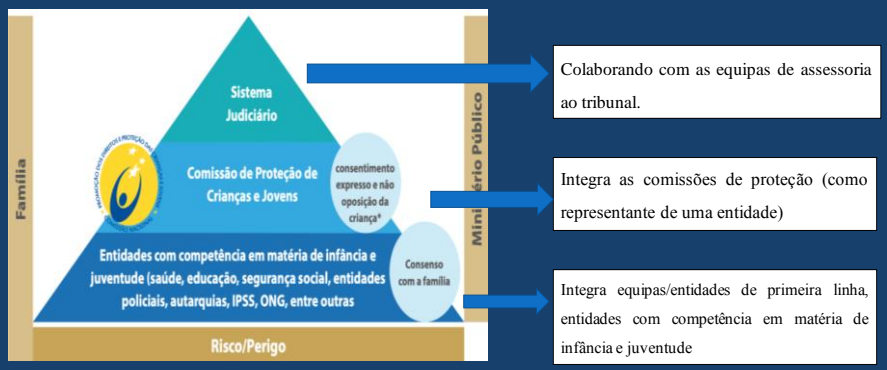 Família
Sistema
Judiciário
Comissão de Proteção de
Crianças e Jovens
consentimento
expresso e não
oposição da
criança*
Entidades com competência em matéria de infância e
juventude (saúde, educação, segurança social, entidades
policiais, autarquias, IPSS, ONG, entre outras
Consenso
com a família
Risco/Perigo
Ministério Público
Colaborando com as equipas de assessoria
ao tribunal.
Integra as comissões de proteção (como
representante de uma entidade)
Integra equipas/entidades de primeira linha,
entidades com competência em matéria de
infância e juventude